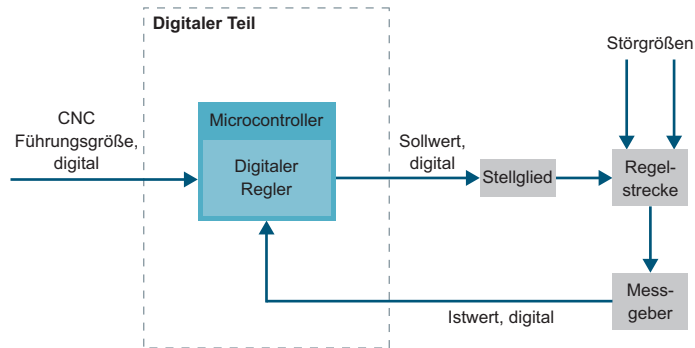 Digitaler Teil
Störgrößen
CNC
Führungsgröße,
digital
Microcontroller
Digitaler
Regler
Sollwert,
digital
Stellglied
Regel-
strecke
Mess-
geber
Istwert, digital